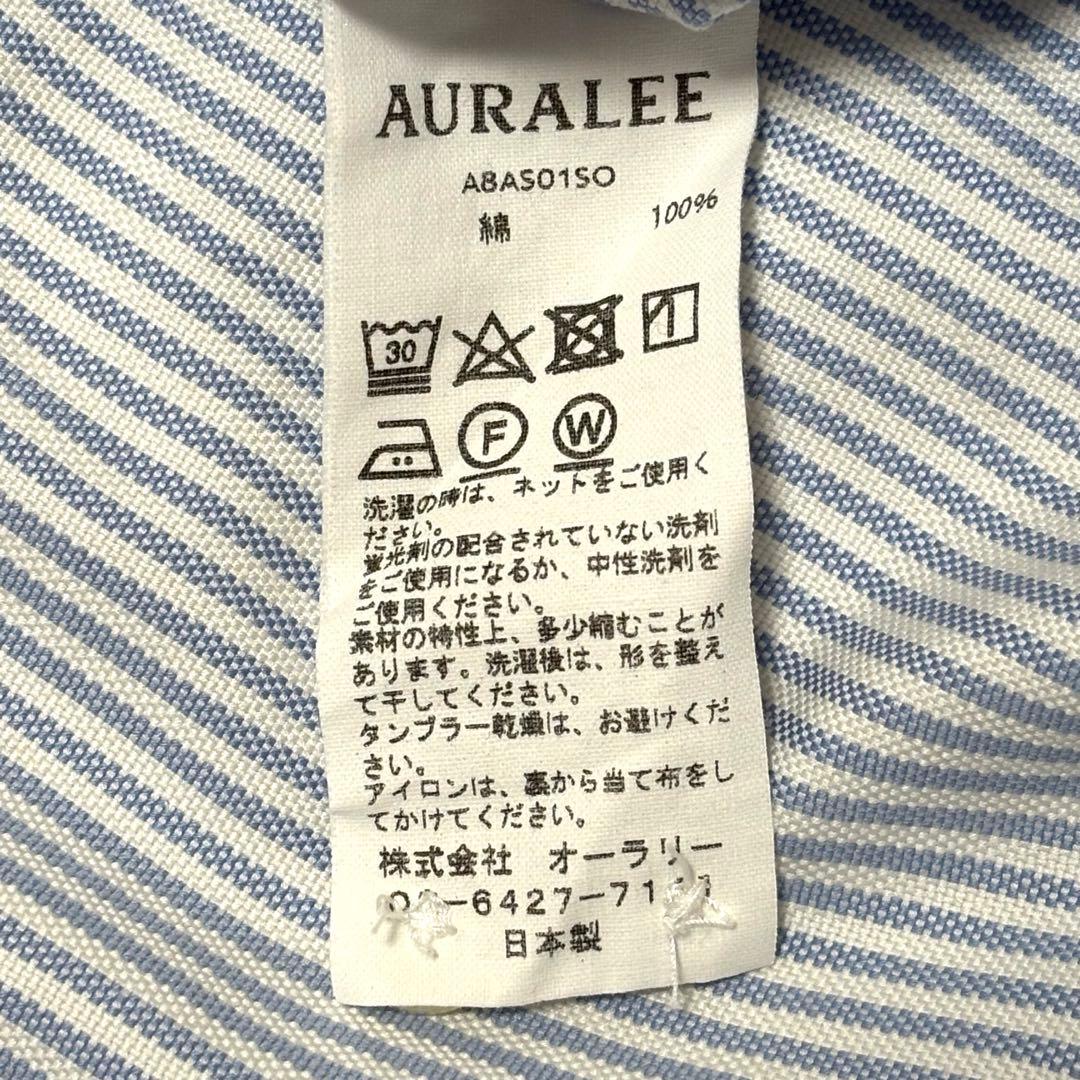 AURALEE
ABAS01SO
綿 100%
30
F W
洗濯の時は、ネットをご使用く
ださい。
蛍光剤の配合されていない洗剤
をご使用になるか、中性洗剤を
ご使用ください。
素材の特性上、多少縮むことが
あります。洗濯後は、形を整え
て干してください。
タンブラー乾燥は、お避けくだ
さい。
アイロンは、裏から当て布をし
てかけてください。
株式会社 オーラリー
日本製